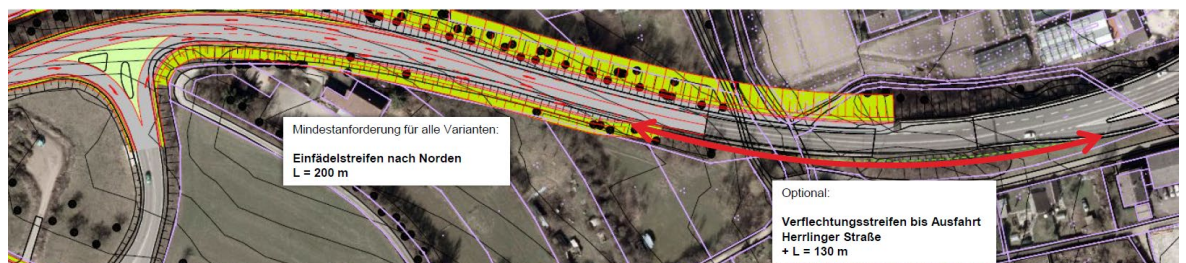 Mindestanforderung für alle Varianten:
Einfädelstreifen nach Norden
L = 200 m
Optional:
Verflechtungsstreifen bis Ausfahrt
Herrlinger Straße
+ L = 130 m